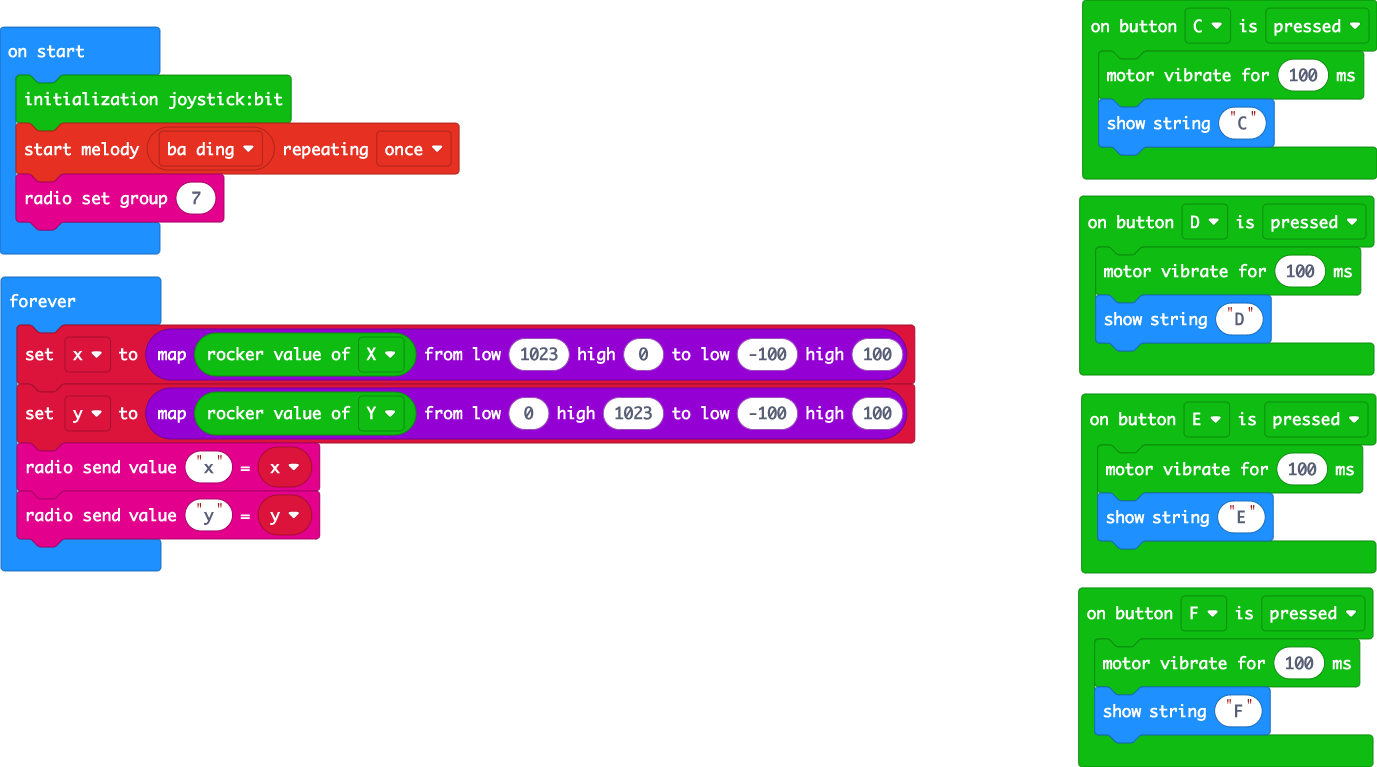 on start
initialization joystick:bit
start melody ba ding repeating once
radio set group 7
forever
set x to map rocker value of X from low 1023 high 0 to low -100 high 100
set y to map rocker value of Y from low 0 high 1023 to low -100 high 100
radio send value "x" = x
radio send value "y" = y
on button C is pressed
motor vibrate for 100 ms
show string "C"
on button D is pressed
motor vibrate for 100 ms
show string "D"
on button E is pressed
motor vibrate for 100 ms
show string "E"
on button F is pressed
motor vibrate for 100 ms
show string "F"